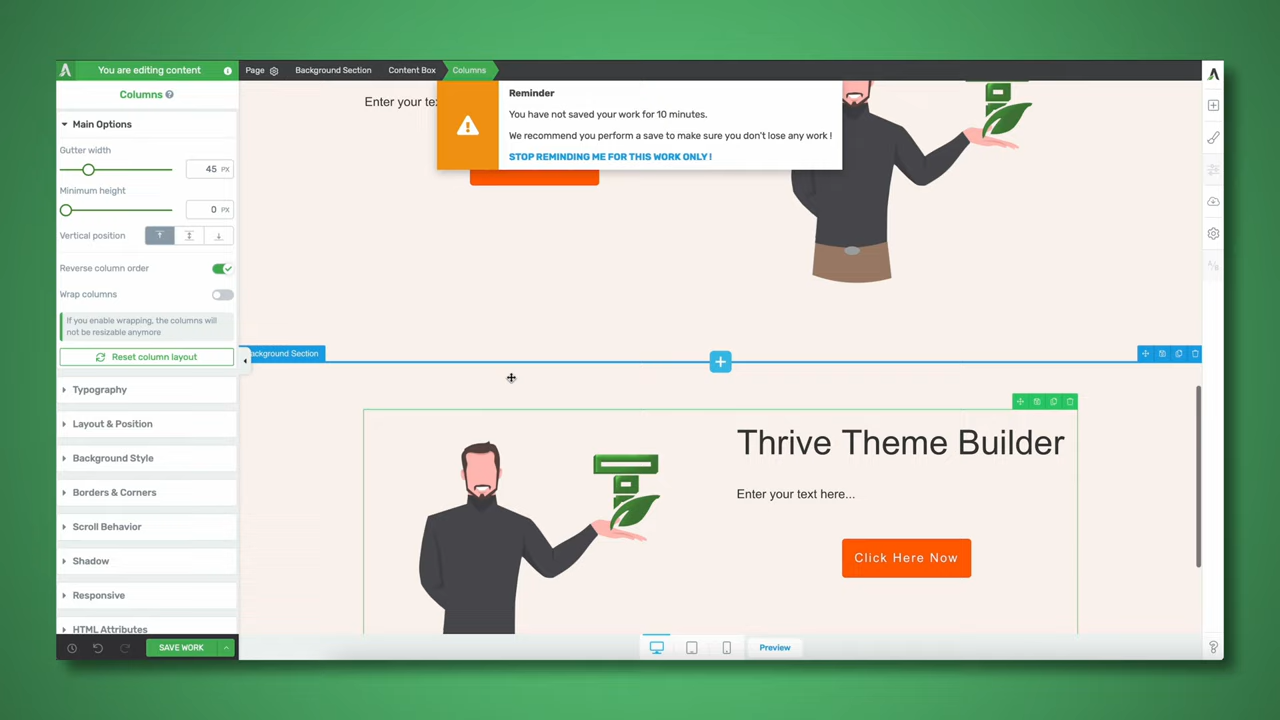 You are editing content
Page
Background Section
Content Box
Columns
Columns
Main Options
Gutter width
45 PX
Minimum height
0 PX
Vertical position
Reverse column order
Wrap columns
If you enable wrapping, the columns will
not be resizable anymore
Reset column layout
Typography
Layout & Position
Background Style
Borders & Corners
Scroll Behavior
Shadow
Responsive
HTML Attributes
SAVE WORK
Enter your te
Reminder
You have not saved your work for 10 minutes.
We recommend you perform a save to make sure you don't lose any work !
STOP REMINDING ME FOR THIS WORK ONLY !
ackground Section
Thrive Theme Builder
Enter your text here...
Click Here Now
Preview
A/B